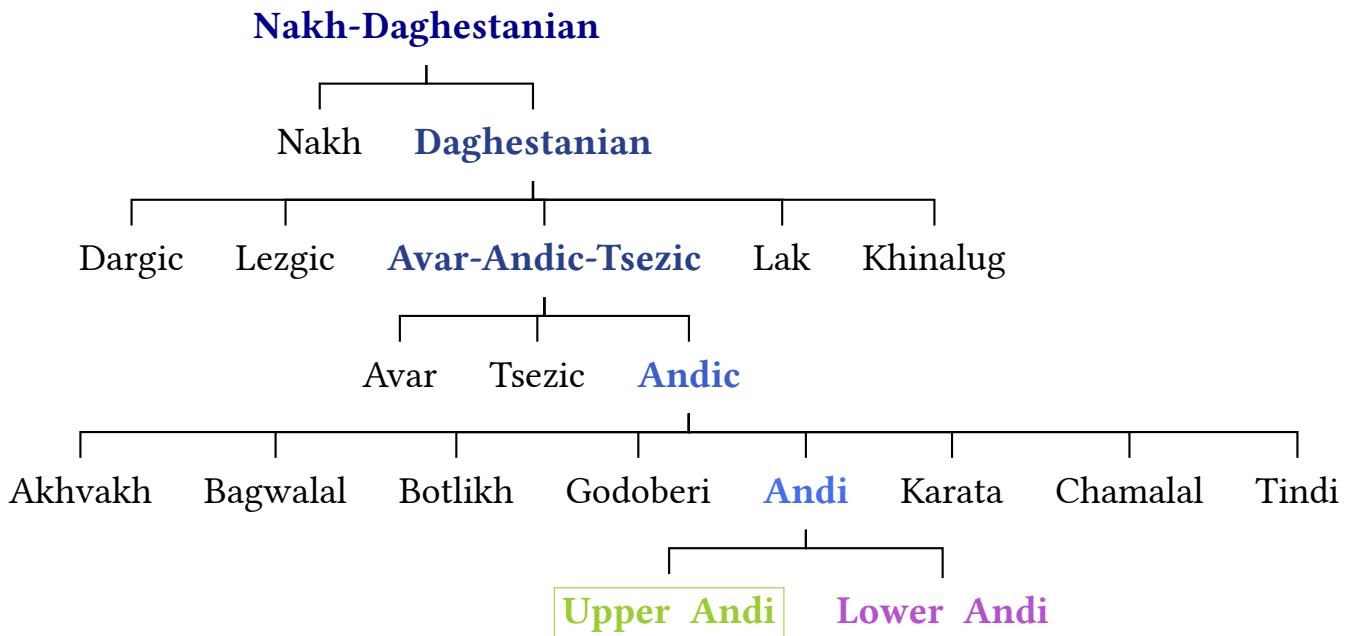 Nakh-Daghestanian
Nakh Daghestanian
Dargic Lezgic Avar-Andic-Tsezic Lak Khinalug
Avar Tsezic Andic
Akhvakh Bagwalal Botlikh Godoberi Andi Karata Chamalal Tindi
Upper Andi Lower Andi